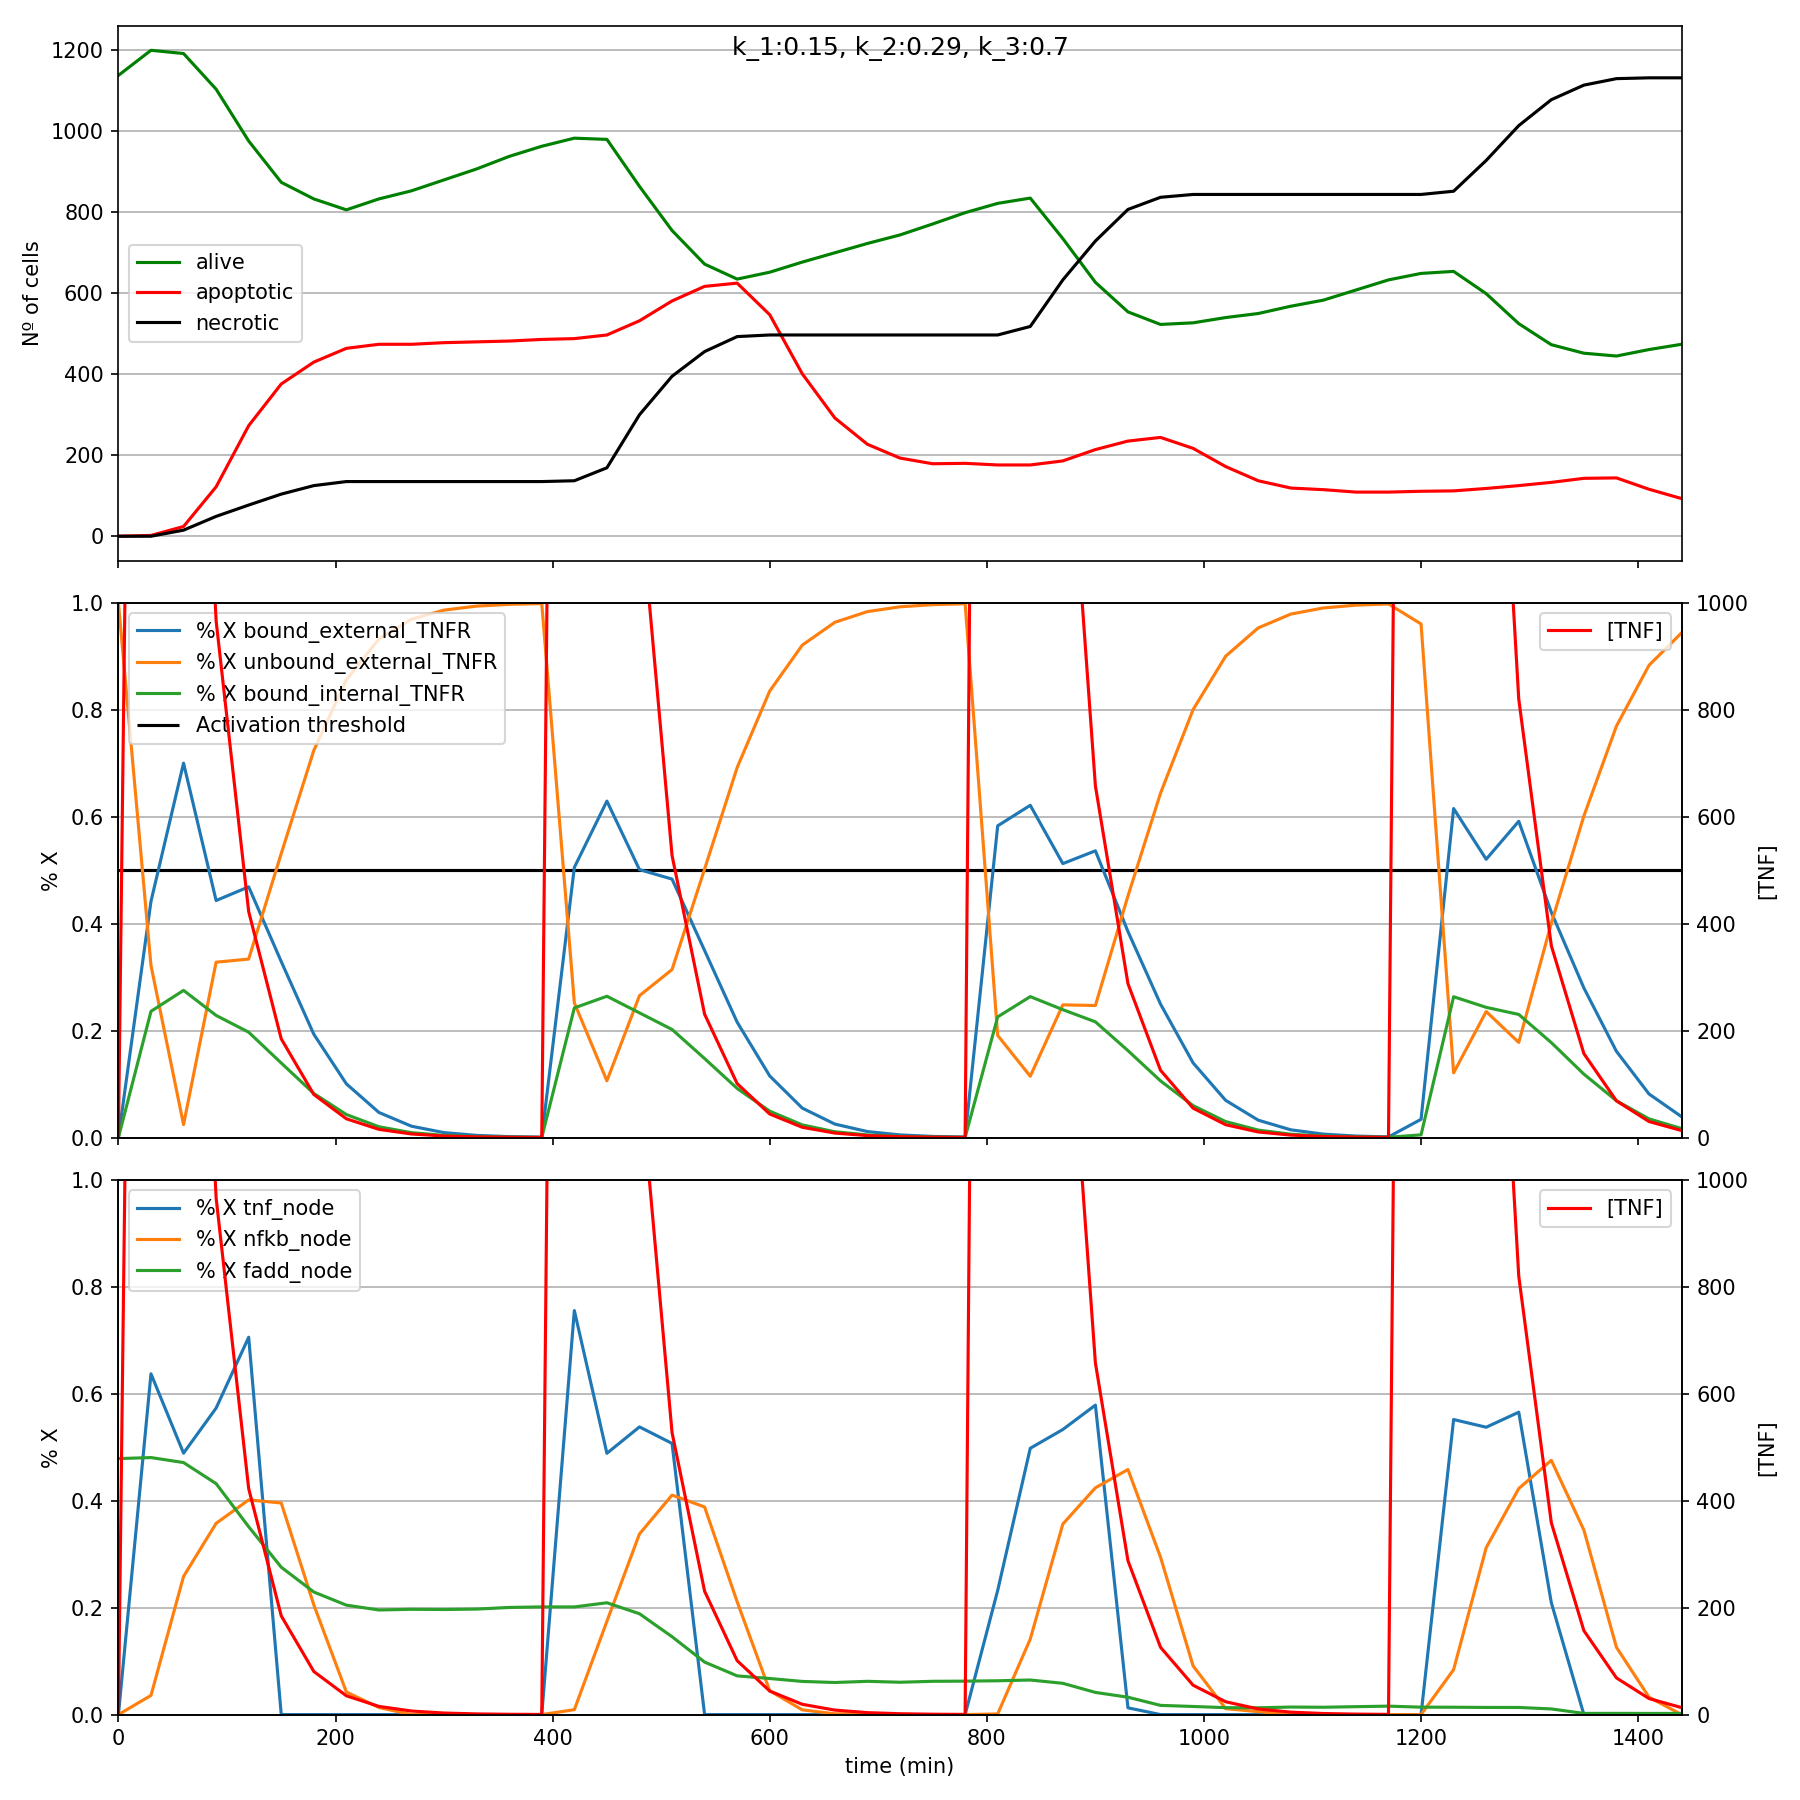 k_1:0.15, k_2:0.29, k_3:0.7
1200
1000
800
600
400
200
0
Nº of cells
alive
apoptotic
necrotic
1.0
0.8
0.6
0.4
0.2
0.0
% X
% X bound_external_TNFR
% X unbound_external_TNFR
% X bound_internal_TNFR
Activation threshold
[TNF]
1000
800
600
400
200
0
[TNF]
1.0
0.8
0.6
0.4
0.2
0.0
% X
% X tnf_node
% X nfkb_node
% X fadd_node
[TNF]
1000
800
600
400
200
0
[TNF]
0 200 400 600 800 1000 1200 1400
time (min)